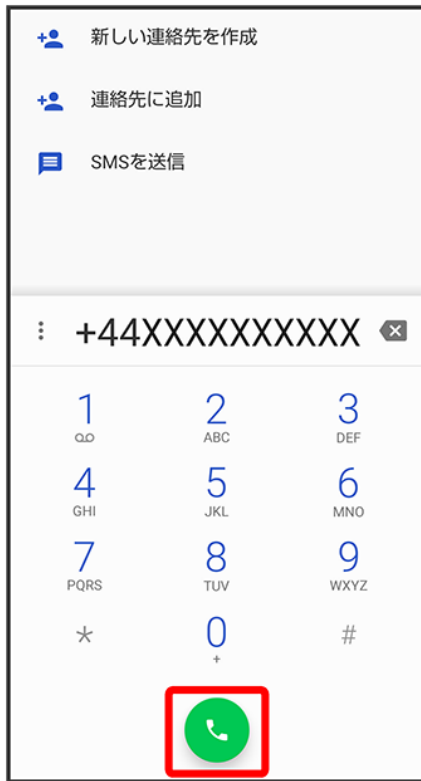 新しい連絡先を作成
連絡先に追加
SMSを送信
+44XXXXXXXXXX
1 2 3
ABC DEF
4 5 6
GHI JKL MNO
7 8 9
PQRS TUV WXYZ
* 0 #
+